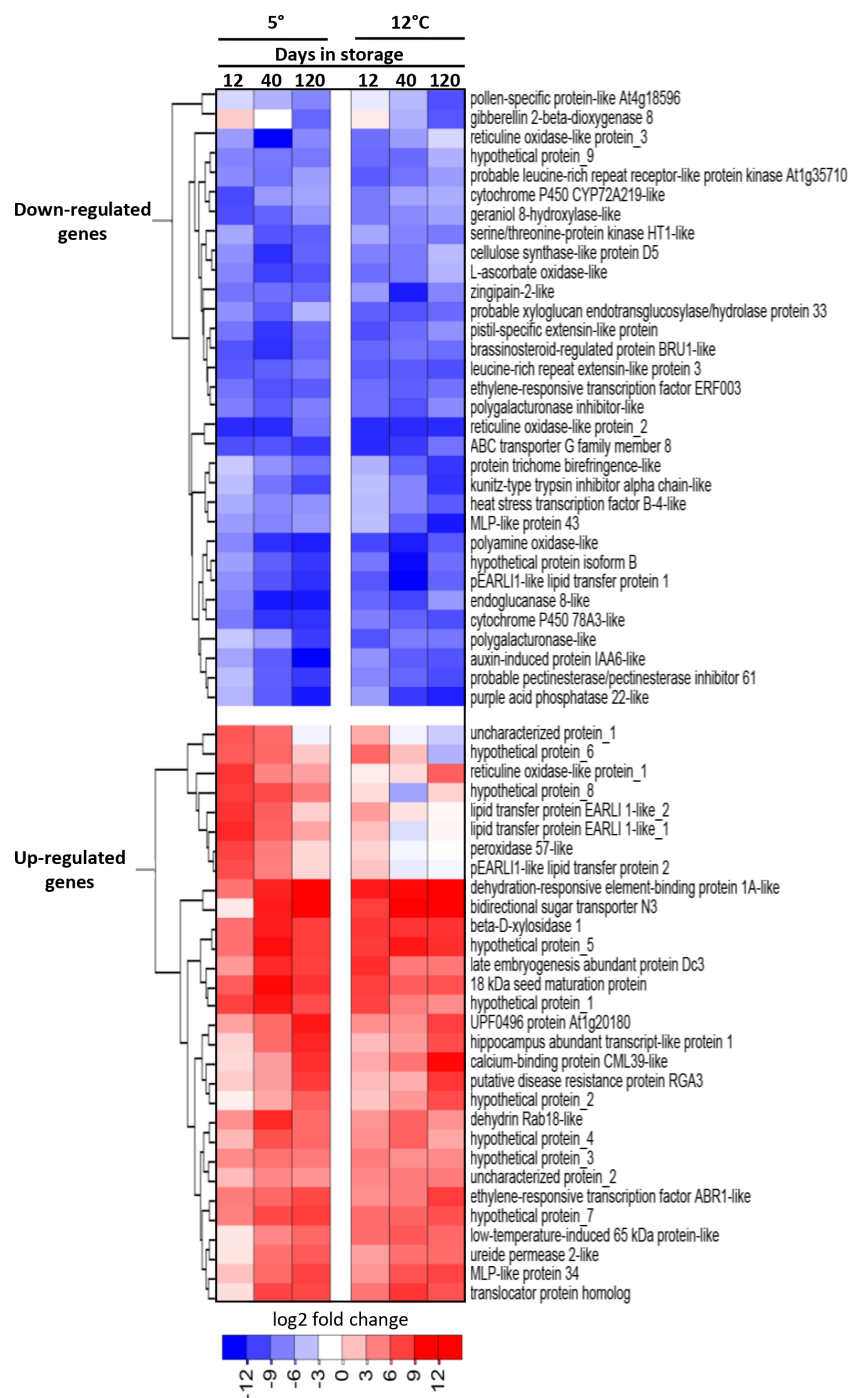 5° 12°C
Days in storage
12 40 120 12 40 120
pollen-specific protein-like At4g18596
gibberellin 2-beta-dioxygenase 8
reticuline oxidase-like protein_3
hypothetical protein_9
probable leucine-rich repeat receptor-like protein kinase At1g35710
cytochrome P450 CYP72A219-like
Down-regulated
genes
geraniol 8-hydroxylase-like
serine/threonine-protein kinase HT1-like
cellulose synthase-like protein D5
L-ascorbate oxidase-like
zingipain-2-like
probable xyloglucan endotransglucosylase/hydrolase protein 33
pistil-specific extensin-like protein
brassinosteroid-regulated protein BRU1-like
leucine-rich repeat extensin-like protein 3
ethylene-responsive transcription factor ERF003
polygalacturonase inhibitor-like
reticuline oxidase-like protein_2
ABC transporter G family member 8
protein trichome birefringence-like
kunitz-type trypsin inhibitor alpha chain-like
heat stress transcription factor B-4-like
MLP-like protein 43
polyamine oxidase-like
hypothetical protein isoform B
pEARLI1-like lipid transfer protein 1
endoglucanase 8-like
cytochrome P450 78A3-like
polygalacturonase-like
auxin-induced protein IAA6-like
probable pectinesterase/pectinesterase inhibitor 61
purple acid phosphatase 22-like
uncharacterized protein_1
hypothetical protein_6
reticuline oxidase-like protein_1
hypothetical protein_8
lipid transfer protein EARLI 1-like_2
lipid transfer protein EARLI 1-like_1
peroxidase 57-like
Up-regulated
genes
pEARLI1-like lipid transfer protein 2
dehydration-responsive element-binding protein 1A-like
bidirectional sugar transporter N3
beta-D-xylosidase 1
hypothetical protein_5
late embryogenesis abundant protein Dc3
18 kDa seed maturation protein
hypothetical protein_1
UPF0496 protein At1g20180
hippocampus abundant transcript-like protein 1
calcium-binding protein CML39-like
putative disease resistance protein RGA3
hypothetical protein_2
dehydrin Rab18-like
hypothetical protein_4
hypothetical protein_3
uncharacterized protein_2
ethylene-responsive transcription factor ABR1-like
hypothetical protein_7
low-temperature-induced 65 kDa protein-like
ureide permease 2-like
MLP-like protein 34
translocator protein homolog
log2 fold change
-12 -9 -6 -3 0 3 6 9 12